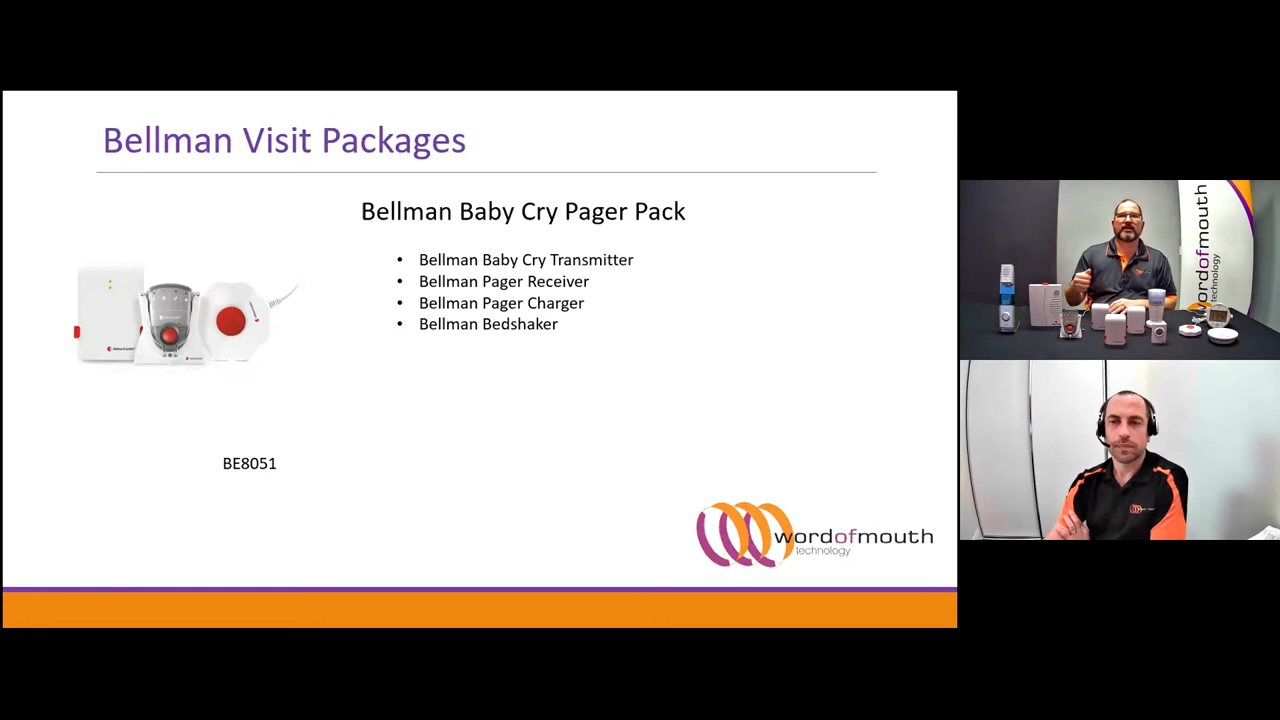 Bellman Visit Packages
Bellman Baby Cry Pager Pack
• Bellman Baby Cry Transmitter
• Bellman Pager Receiver
• Bellman Pager Charger
• Bellman Bedshaker
BE8051
wordofmouth
technology
wordofmouth
technology